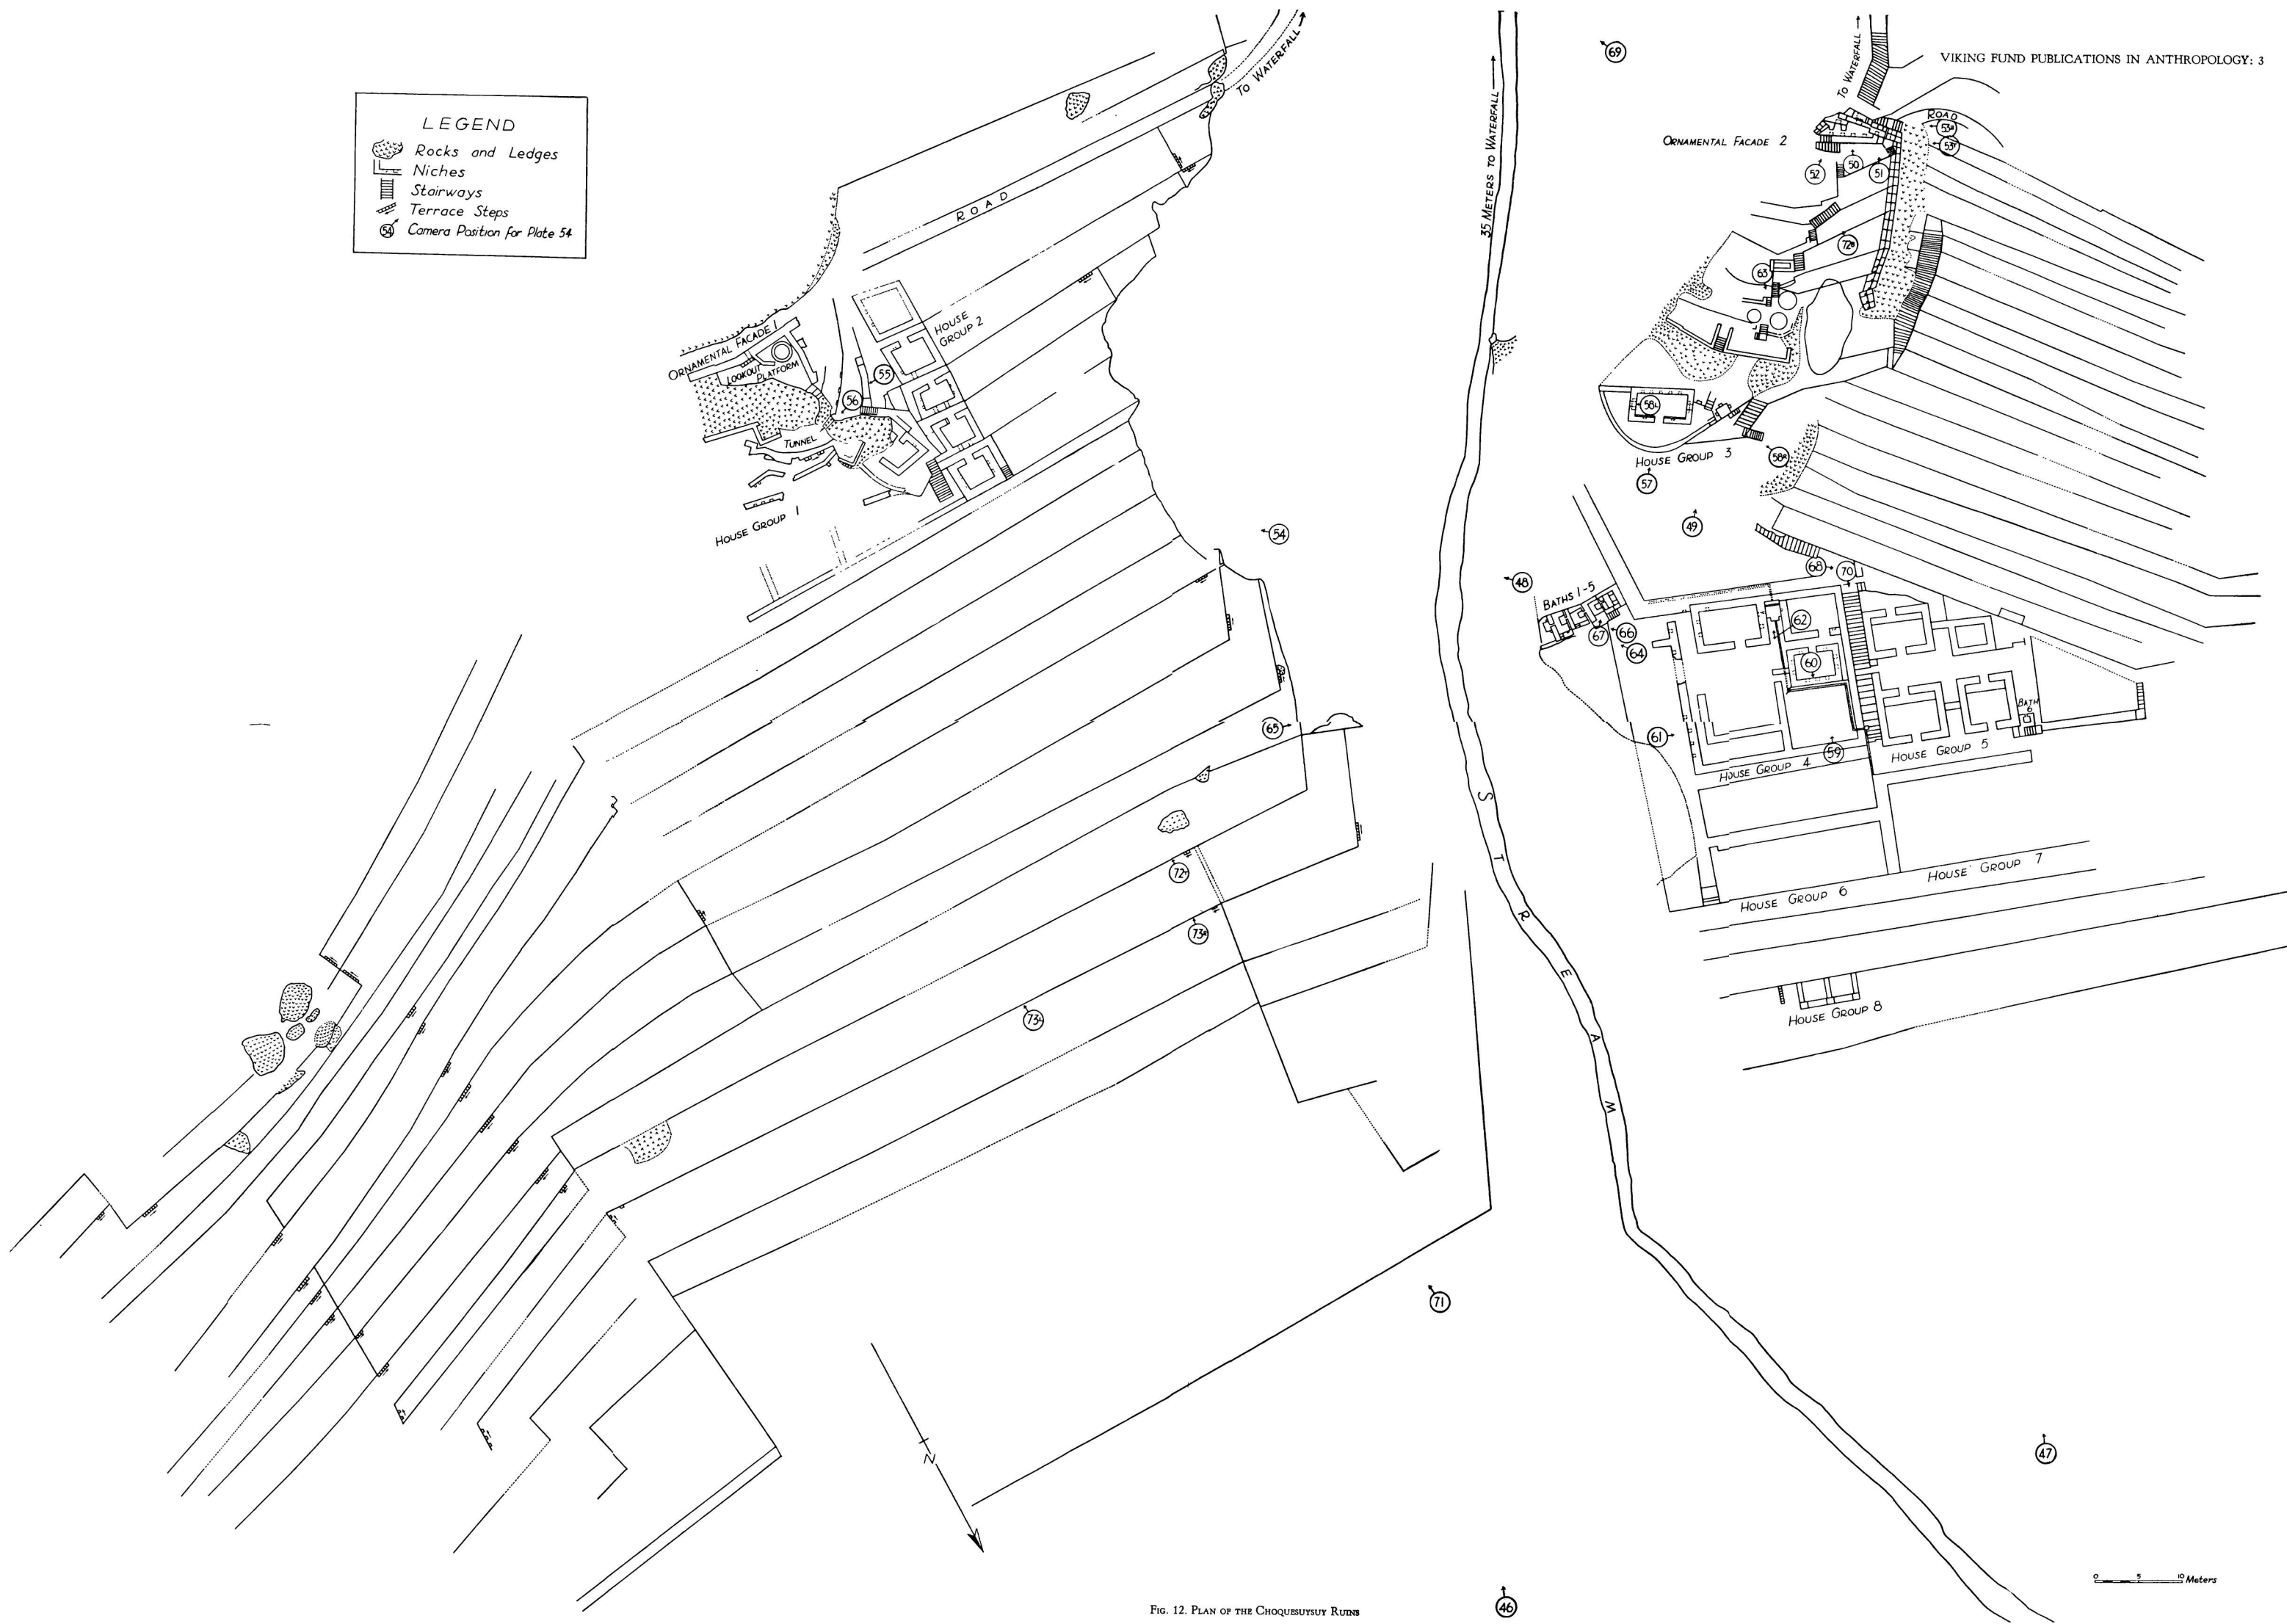 VIKING FUND PUBLICATIONS IN ANTHROPOLOGY: 3
LEGEND
Rocks and Ledges
Niches
Stairways
Terrace Steps
54 Camera Position for Plate 54
TO WATERFALL
ROAD
ORNAMENTAL FACADE 1
LOOKOUT PLATFORM
HOUSE GROUP 2
55
56
TUNNEL
HOUSE GROUP 1
54
35 METERS TO WATERFALL
69
TO WATERFALL
ORNAMENTAL FACADE 2
ROAD
53a
53b
52
50
51
72a
63
58b
HOUSE GROUP 3
58a
57
49
48
BATHS 1-5
68
70
67
66
64
62
60
61
59
BATH 6
HOUSE GROUP 4
HOUSE GROUP 5
65
STREAM
HOUSE GROUP 6
HOUSE GROUP 7
HOUSE GROUP 8
72b
73a
73b
71
N
47
46
0 5 10 Meters
FIG. 12. PLAN OF THE CHOQUESUYSUY RUINS